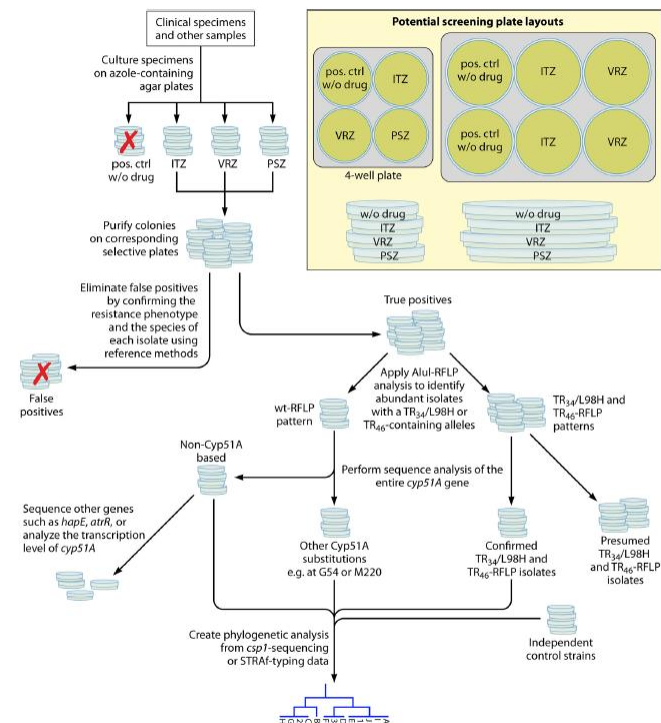 Clinical specimens
and other samples
Culture specimens
on azole-containing
agar plates
pos. ctrl
w/o drug
ITZ
VRZ
PSZ
Potential screening plate layouts
pos. ctrl
w/o drug
ITZ
VRZ
PSZ
4-well plate
pos. ctrl
w/o drug
ITZ
VRZ
pos. ctrl
w/o drug
ITZ
VRZ
w/o drug
ITZ
VRZ
PSZ
w/o drug
ITZ
VRZ
PSZ
Purify colonies
on corresponding
selective plates
Eliminate false positives
by confirming the
resistance phenotype
and the species of
each isolate using
reference methods
False
positives
True positives
Apply AluI-RFLP
analysis to identify
abundant isolates
with a TR34/L98H or
TR46-containing alleles
wt-RFLP
pattern
TR34/L98H and
TR46-RFLP
patterns
Non-Cyp51A
based
Perform sequence analysis of the
entire cyp51A gene
Sequence other genes
such as hapE, atrR, or
analyze the transcription
level of cyp51A
Other Cyp51A
substitutions
e.g. at G54 or M220
Confirmed
TR34/L98H and
TR46-RFLP isolates
Presumed
TR34/L98H
and TR46-RFLP
isolates
Create phylogenetic analysis
from csp1-sequencing
or STRAf-typing data
Independent
control strains